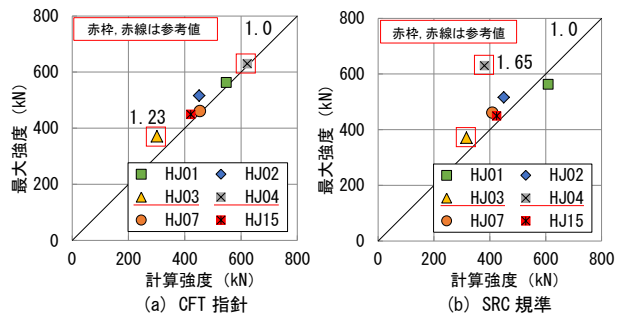 赤枠,赤線は参考値
1.0
1.23
最大強度 (kN)
800
600
400
200
0
HJ01
HJ02
HJ03
HJ04
HJ07
HJ15
0
200
400
600
800
計算強度 (kN)
(a) CFT 指針
赤枠,赤線は参考値
1.0
1.65
最大強度 (kN)
800
600
400
200
0
HJ01
HJ02
HJ03
HJ04
HJ07
HJ15
0
200
400
600
800
計算強度 (kN)
(b) SRC 規準